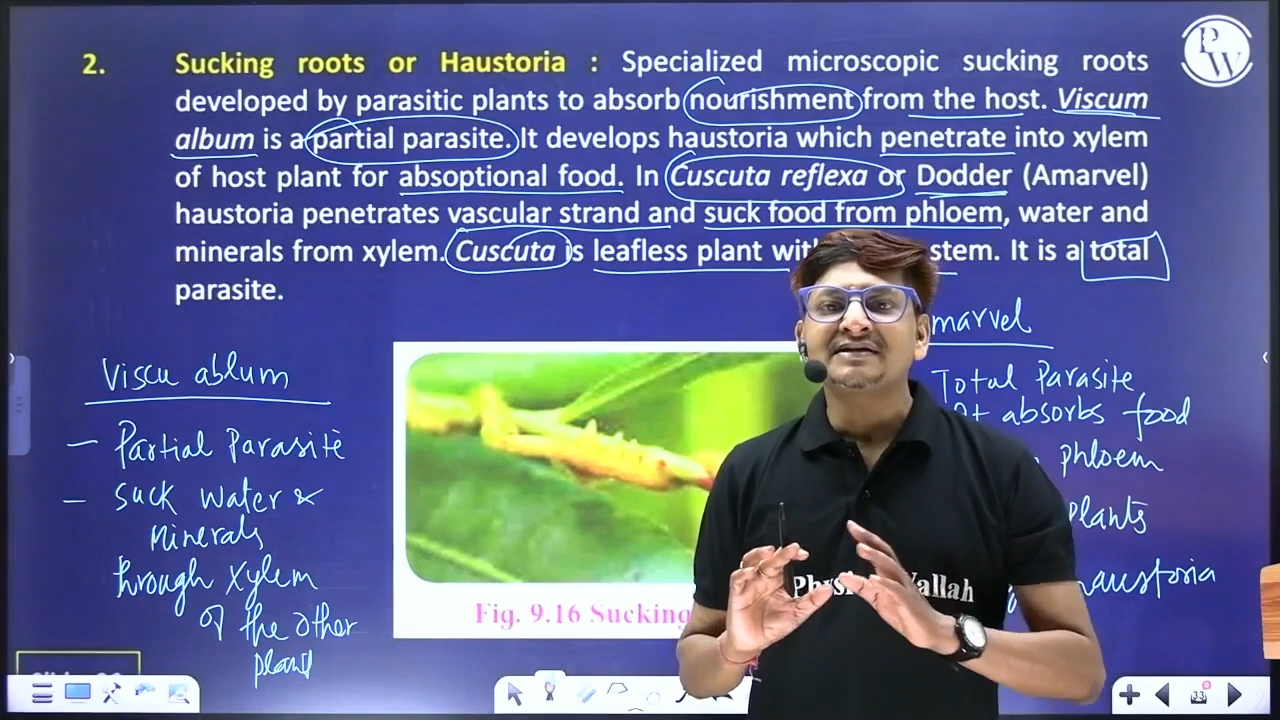 2. Sucking roots or Haustoria : Specialized microscopic sucking roots
developed by parasitic plants to absorb nourishment from the host. Viscum
album is a partial parasite. It develops haustoria which penetrate into xylem
of host plant for absoptional food. In Cuscuta reflexa or Dodder (Amarvel)
haustoria penetrates vascular strand and suck food from phloem, water and
minerals from xylem. Cuscuta is leafless plant with stem. It is a total
parasite.
PW
Viscu ablum
– Partial Parasite
– Suck water &
Minerals
through Xylem
of the other
plant
marvel
Total Parasite
absorbs food
phloem
Plants
haustoria
Fig. 9.16 Sucking
Physics Wallah
33